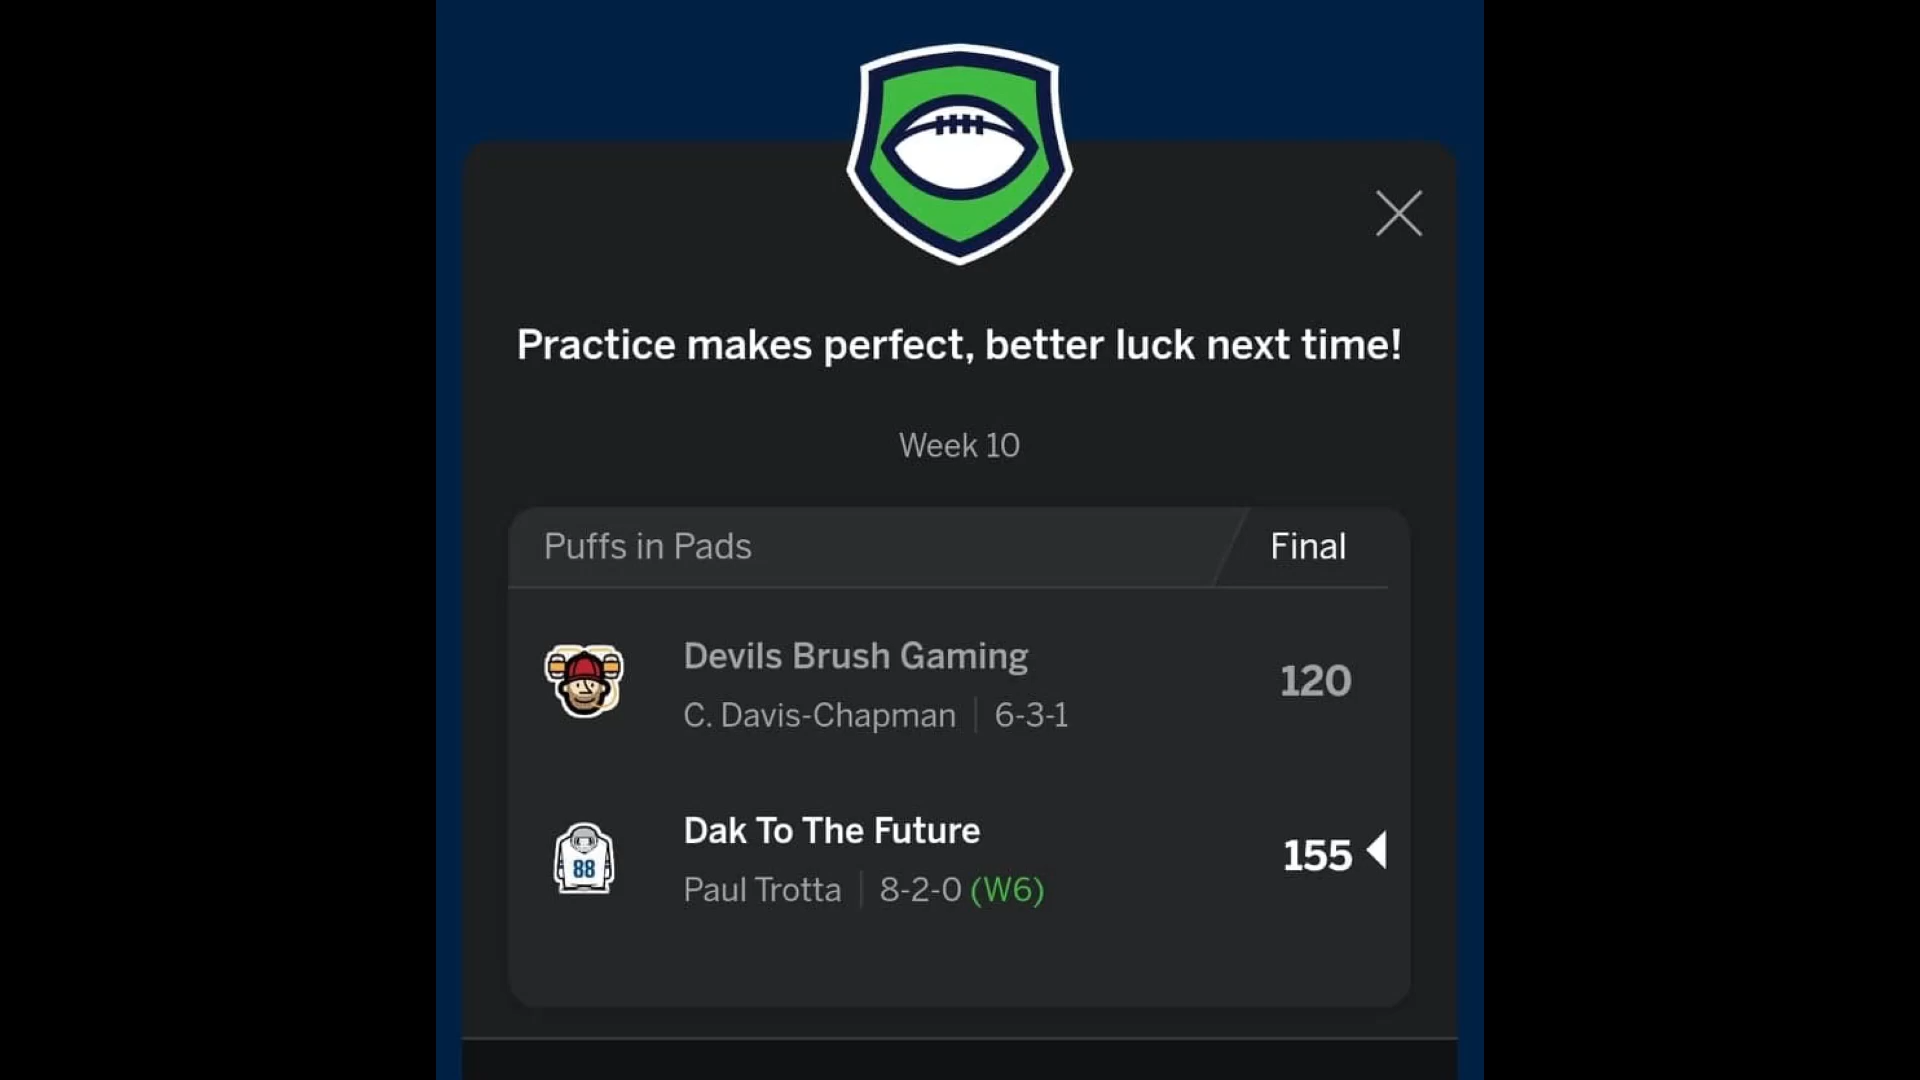 Practice makes perfect, better luck next time!
Week 10
Puffs in Pads
Final
Devils Brush Gaming
120
C. Davis-Chapman | 6-3-1
Dak To The Future
155
88
Paul Trotta | 8-2-0 (W6)